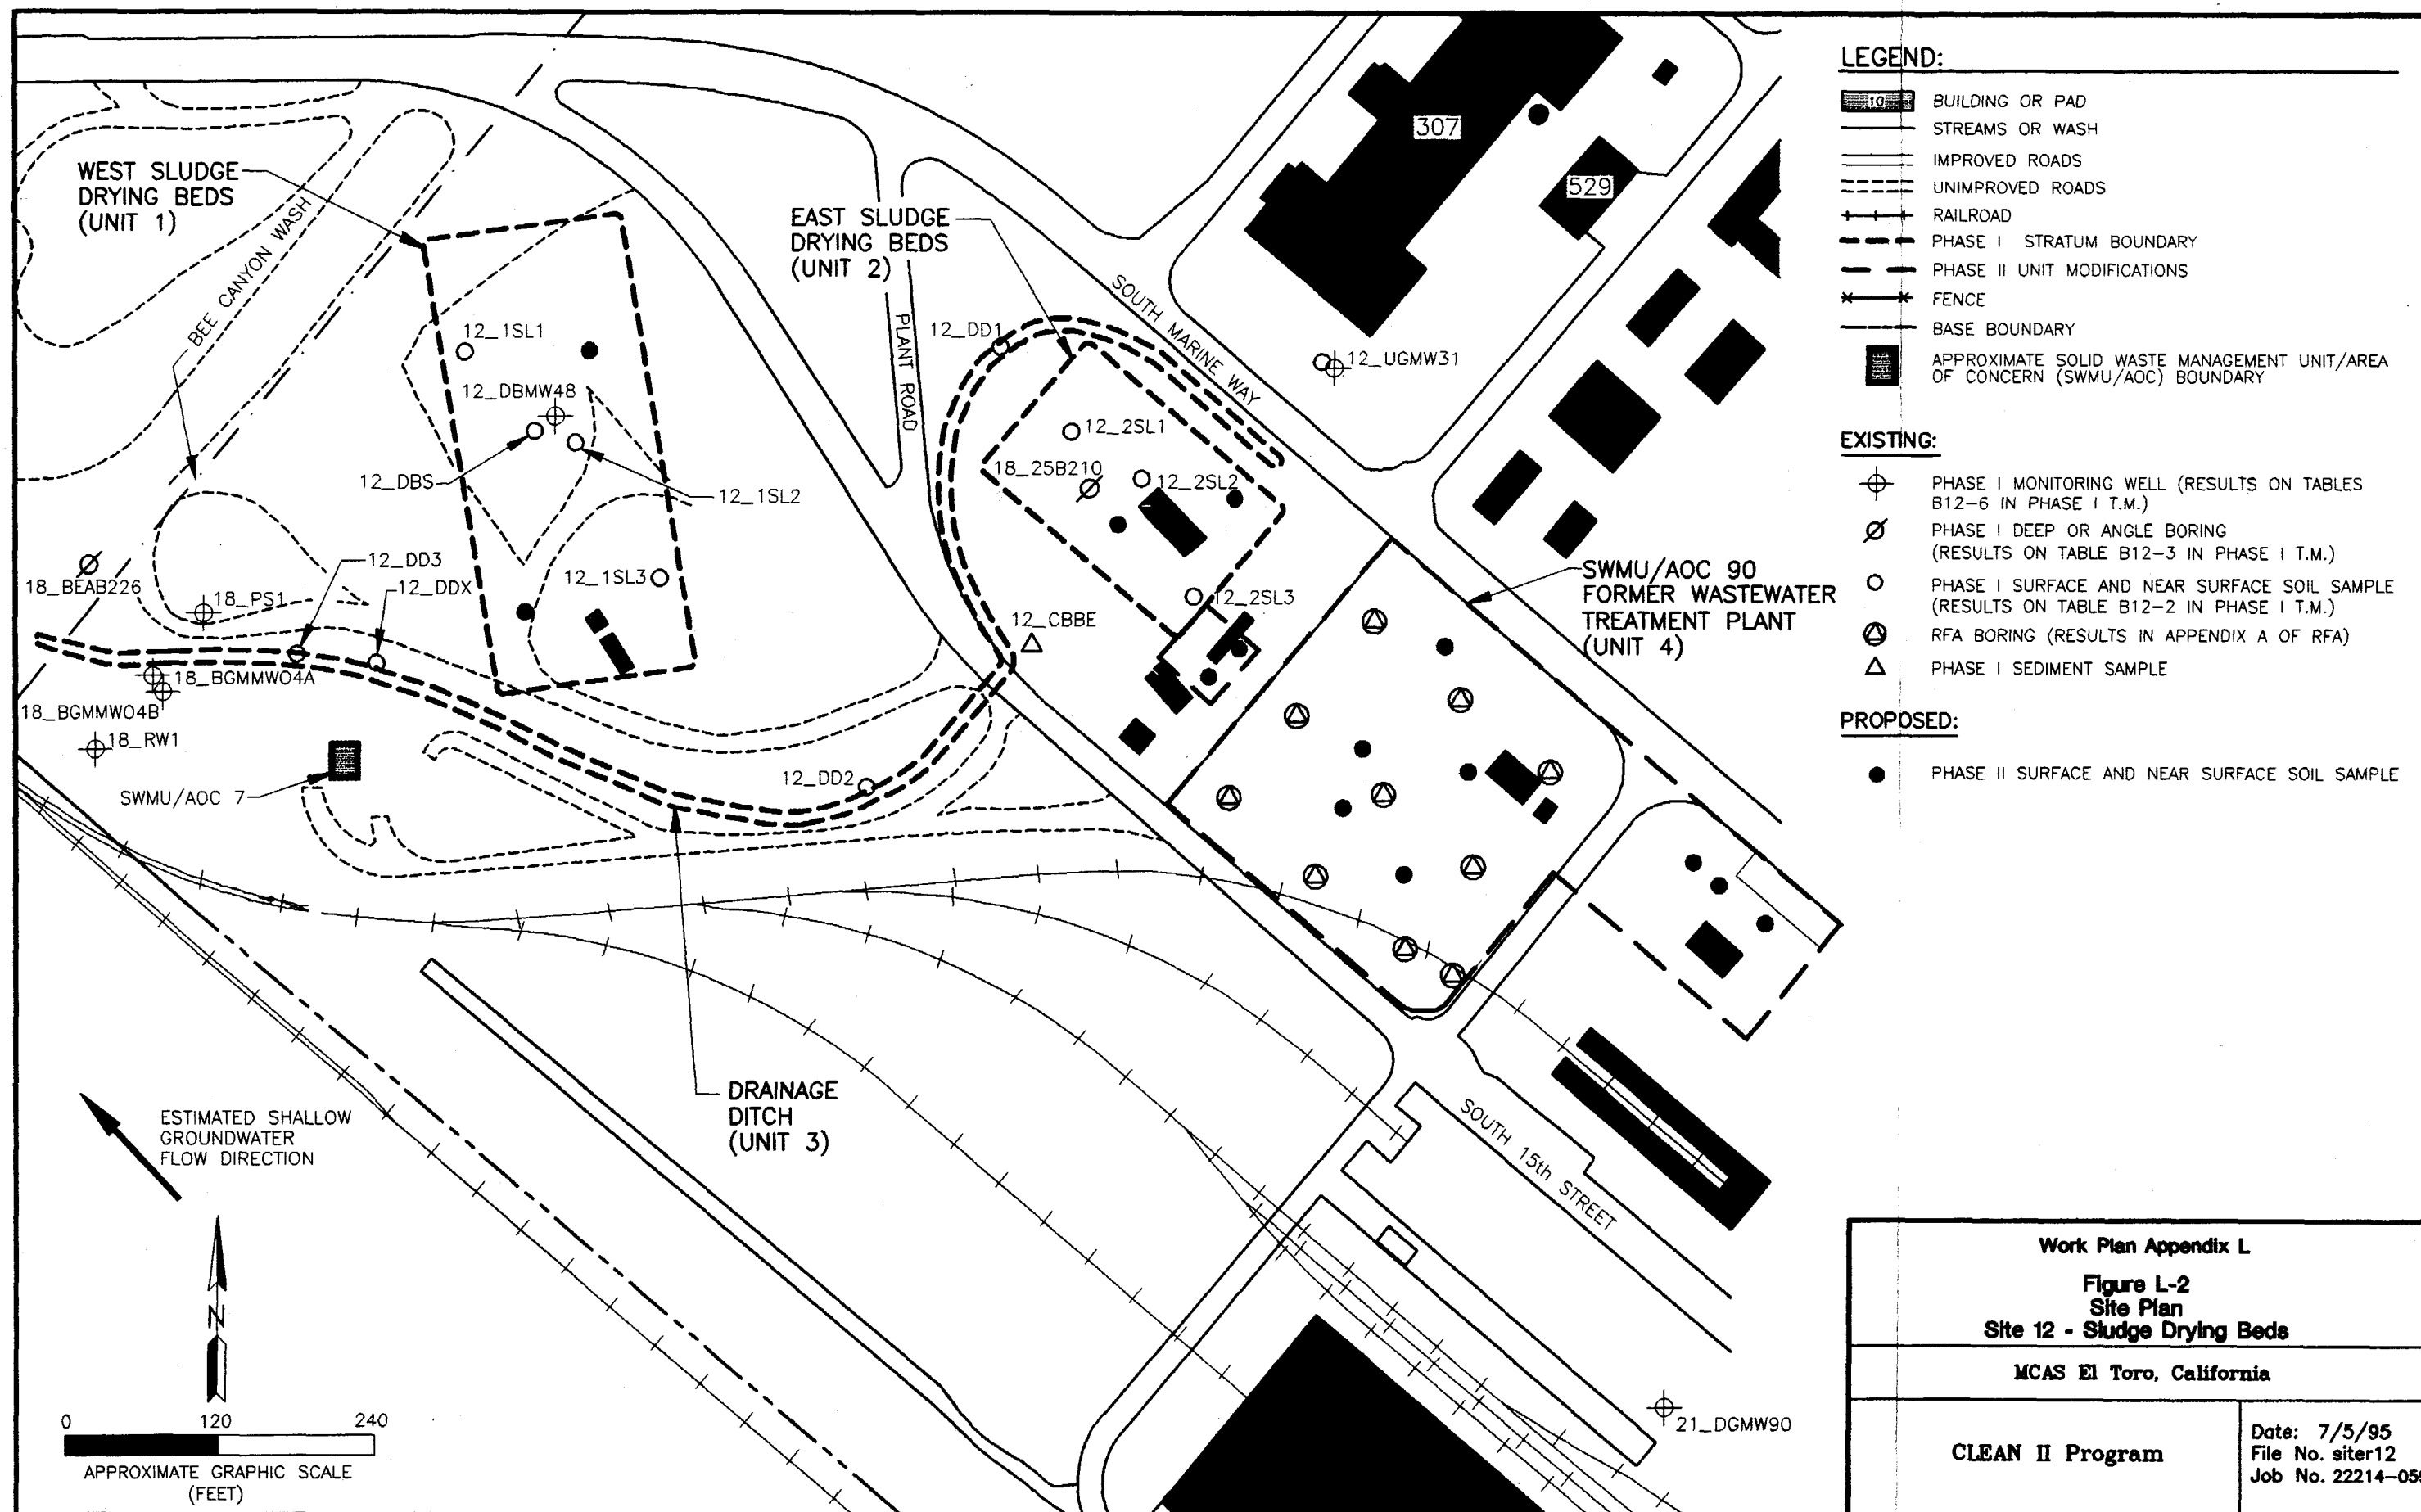 LEGEND:
10
BUILDING OR PAD
STREAMS OR WASH
IMPROVED ROADS
UNIMPROVED ROADS
RAILROAD
PHASE I STRATUM BOUNDARY
PHASE II UNIT MODIFICATIONS
FENCE
BASE BOUNDARY
APPROXIMATE SOLID WASTE MANAGEMENT UNIT/AREA
OF CONCERN (SWMU/AOC) BOUNDARY
EXISTING:
PHASE I MONITORING WELL (RESULTS ON TABLES
B12-6 IN PHASE I T.M.)
PHASE I DEEP OR ANGLE BORING
(RESULTS ON TABLE B12-3 IN PHASE I T.M.)
PHASE I SURFACE AND NEAR SURFACE SOIL SAMPLE
(RESULTS ON TABLE B12-2 IN PHASE I T.M.)
RFA BORING (RESULTS IN APPENDIX A OF RFA)
PHASE I SEDIMENT SAMPLE
PROPOSED:
PHASE II SURFACE AND NEAR SURFACE SOIL SAMPLE
WEST SLUDGE
DRYING BEDS
(UNIT 1)
BEE CANYON WASH
EAST SLUDGE
DRYING BEDS
(UNIT 2)
PLANT ROAD
SOUTH MARINE WAY
307
529
12_1SL1
12_DBMW48
12_DBS
12_1SL2
12_1SL3
12_DD1
12_UGMW31
12_2SL1
18_25B210
12_2SL2
12_2SL3
12_CBBE
SWMU/AOC 90
FORMER WASTEWATER
TREATMENT PLANT
(UNIT 4)
12_DD3
12_DDX
18_BEAB226
18_PS1
18_BGMMW04A
18_BGMMW04B
18_RW1
SWMU/AOC 7
12_DD2
DRAINAGE
DITCH
(UNIT 3)
SOUTH 15th STREET
21_DGMW90
ESTIMATED SHALLOW
GROUNDWATER
FLOW DIRECTION
N
0 120 240
APPROXIMATE GRAPHIC SCALE
(FEET)
Work Plan Appendix L
Figure L-2
Site Plan
Site 12 - Sludge Drying Beds
MCAS El Toro, California
CLEAN II Program
Date: 7/5/95
File No. siter12
Job No. 22214-059